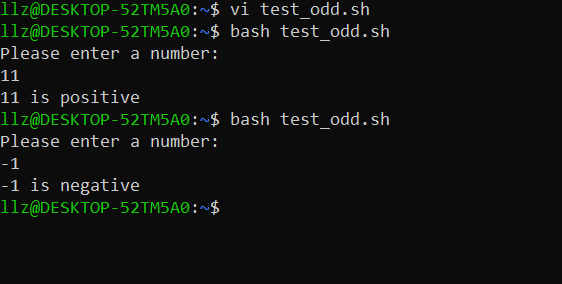 llz@DESKTOP-52TM5A0:~$ vi test_odd.sh
llz@DESKTOP-52TM5A0:~$ bash test_odd.sh
Please enter a number:
11
11 is positive
llz@DESKTOP-52TM5A0:~$ bash test_odd.sh
Please enter a number:
-1
-1 is negative
llz@DESKTOP-52TM5A0:~$